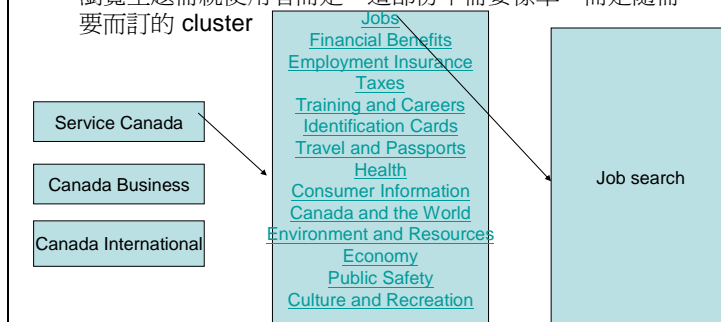 要而訂的 cluster
Jobs
Financial Benefits
Employment Insurance
Taxes
Training and Careers
Identification Cards
Travel and Passports
Health
Consumer Information
Canada and the World
Environment and Resources
Economy
Public Safety
Culture and Recreation
Service Canada
Canada Business
Canada International
Job search